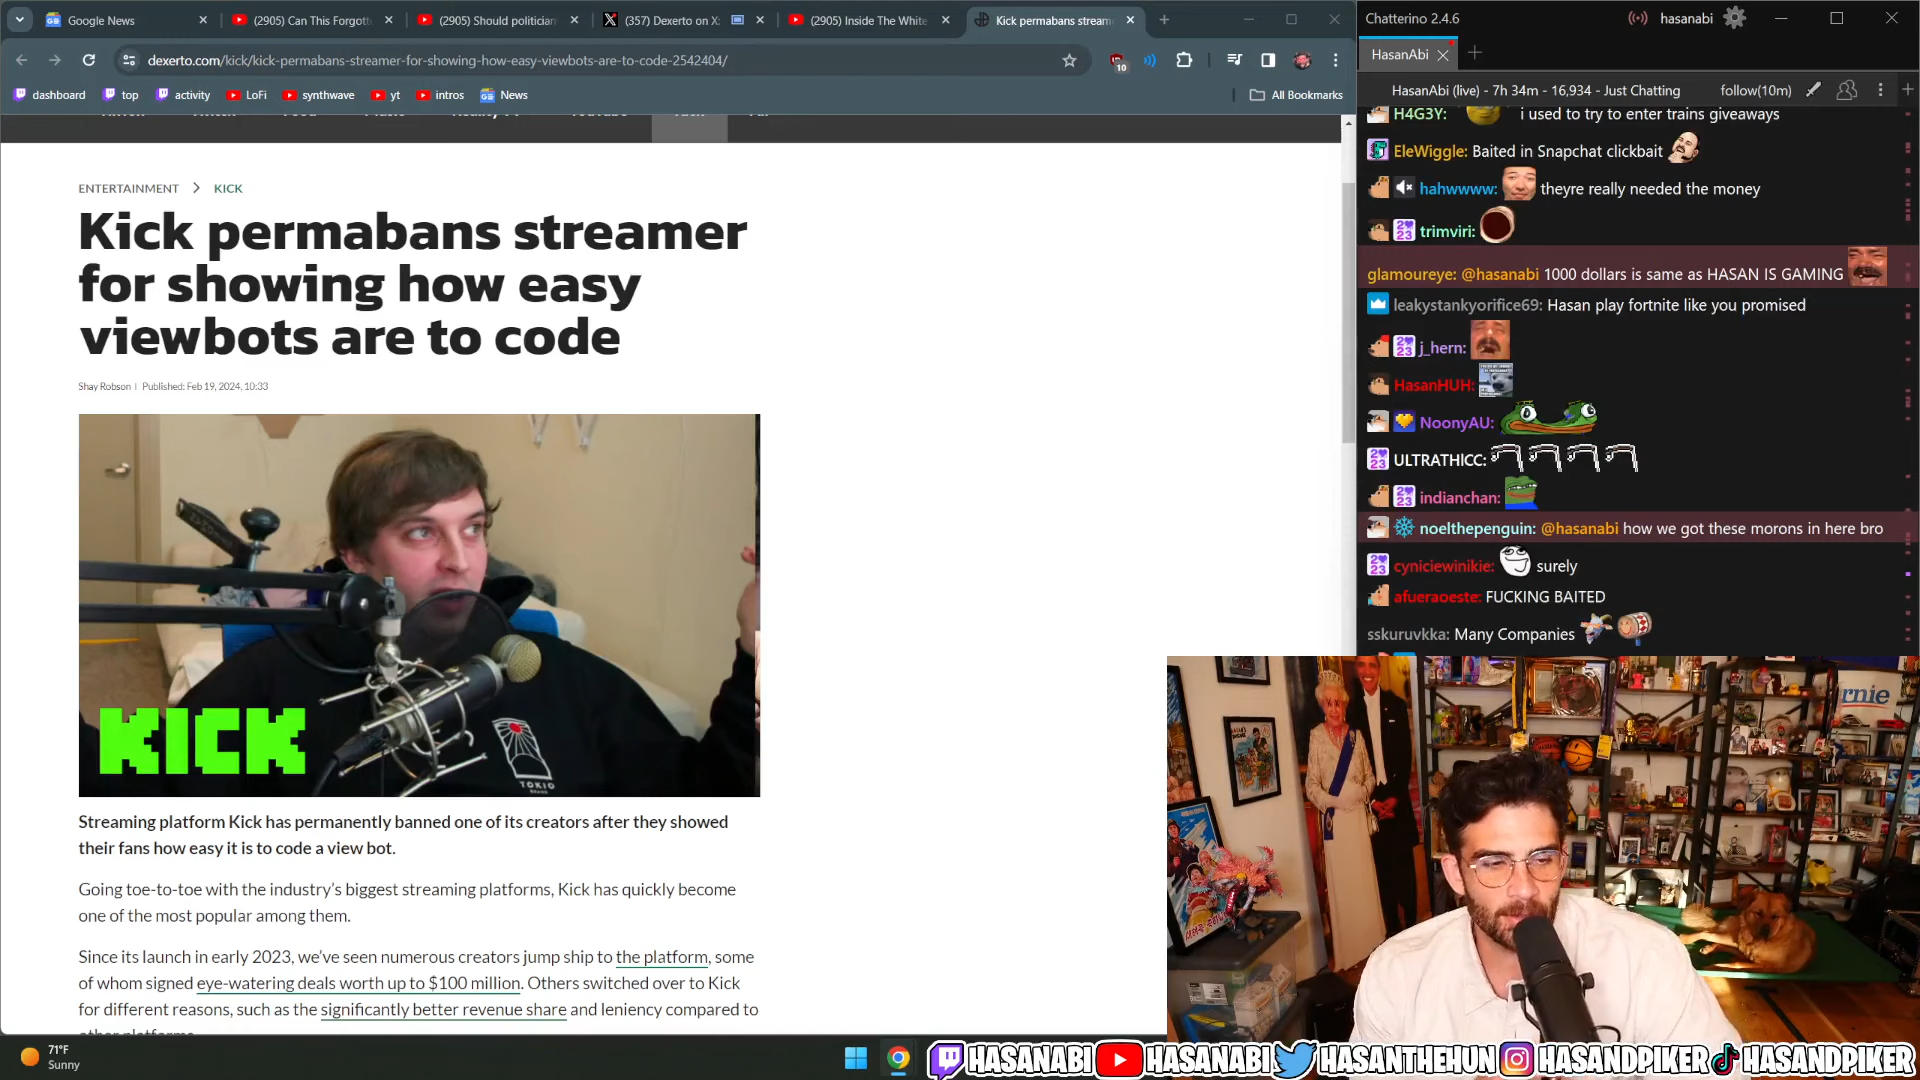 Google News
(2905) Can This Forgott
(2905) Should politician
(357) Dexerto on X:
(2905) Inside The White
Kick permabans stream
dexerto.com/kick/kick-permabans-streamer-for-showing-how-easy-viewbots-are-to-code-2542404/
10
dashboard
top
activity
LoFi
synthwave
yt
intros
News
All Bookmarks
ENTERTAINMENT > KICK
Kick permabans streamer
for showing how easy
viewbots are to code
Shay Robson | Published: Feb 19, 2024, 10:33
KICK
TOKIO
Streaming platform Kick has permanently banned one of its creators after they showed
their fans how easy it is to code a view bot.
Going toe-to-toe with the industry's biggest streaming platforms, Kick has quickly become
one of the most popular among them.
Since its launch in early 2023, we've seen numerous creators jump ship to the platform, some
of whom signed eye-watering deals worth up to $100 million. Others switched over to Kick
for different reasons, such as the significantly better revenue share and leniency compared to
other platforms.
Chatterino 2.4.6
hasanabi
HasanAbi
HasanAbi (live) - 7h 34m - 16,934 - Just Chatting
follow(10m)
H4G3Y: i used to try to enter trains giveaways
EleWiggle: Baited in Snapchat clickbait
hahwwww: theyre really needed the money
trimviri:
glamoureye: @hasanabi 1000 dollars is same as HASAN IS GAMING
leakystankyorifice69: Hasan play fortnite like you promised
j_hern:
HasanHUH:
NoonyAU:
ULTRATHICC:
indianchan:
noelthepenguin: @hasanabi how we got these morons in here bro
cyniciewinikie: surely
afueraoeste: FUCKING BAITED
sskuruvkka: Many Companies
rnie
71°F
Sunny
HASANABI
HASANABI
HASANTHEHUN
HASANDPIKER
HASANDPIKER